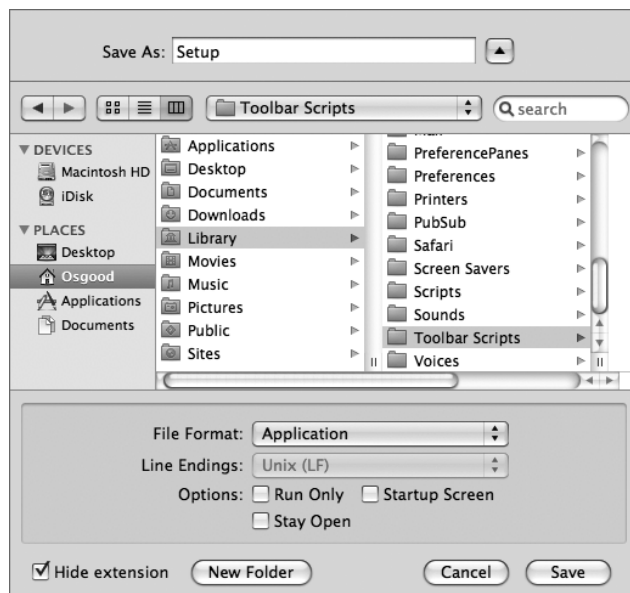 Save As: Setup
Toolbar Scripts
search
DEVICES
Macintosh HD
iDisk
PLACES
Desktop
Osgood
Applications
Documents
Applications
Desktop
Documents
Downloads
Library
Movies
Music
Pictures
Public
Sites
PreferencePanes
Preferences
Printers
PubSub
Safari
Screen Savers
Scripts
Sounds
Toolbar Scripts
Voices
File Format: Application
Line Endings: Unix (LF)
Options: Run Only Startup Screen
Stay Open
Hide extension New Folder Cancel Save